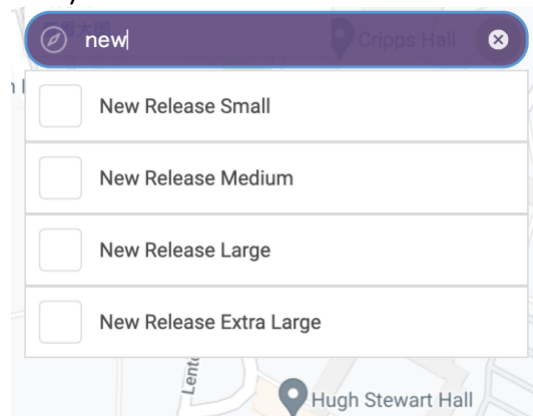 new
Cripps Hall
New Release Small
New Release Medium
New Release Large
New Release Extra Large
Hugh Stewart Hall